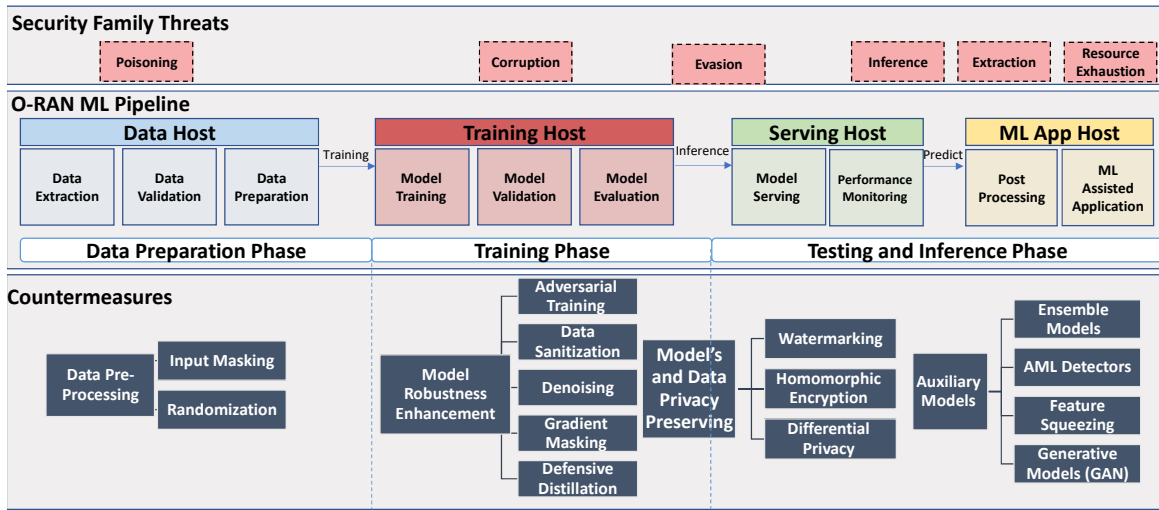 Security Family Threats
Poisoning
Corruption
Evasion
Inference
Extraction
Resource
Exhaustion
O-RAN ML Pipeline
Data Host
Data
Extraction
Data
Validation
Data
Preparation
Training
Training Host
Model
Training
Model
Validation
Model
Evaluation
Inference
Serving Host
Model
Serving
Performance
Monitoring
Predict
ML App Host
Post
Processing
ML
Assisted
Application
Data Preparation Phase
Training Phase
Testing and Inference Phase
Countermeasures
Data Pre-
Processing
Input Masking
Randomization
Model
Robustness
Enhancement
Adversarial
Training
Data
Sanitization
Denoising
Gradient
Masking
Defensive
Distillation
Model's
and Data
Privacy
Preserving
Watermarking
Homomorphic
Encryption
Differential
Privacy
Auxiliary
Models
Ensemble
Models
AML Detectors
Feature
Squeezing
Generative
Models (GAN)